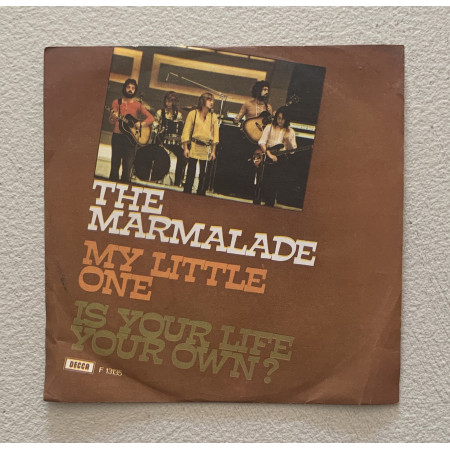 THE
MARMALADE
MY LITTLE
ONE
IS YOUR LIFE
YOUR OWN?
DECCA